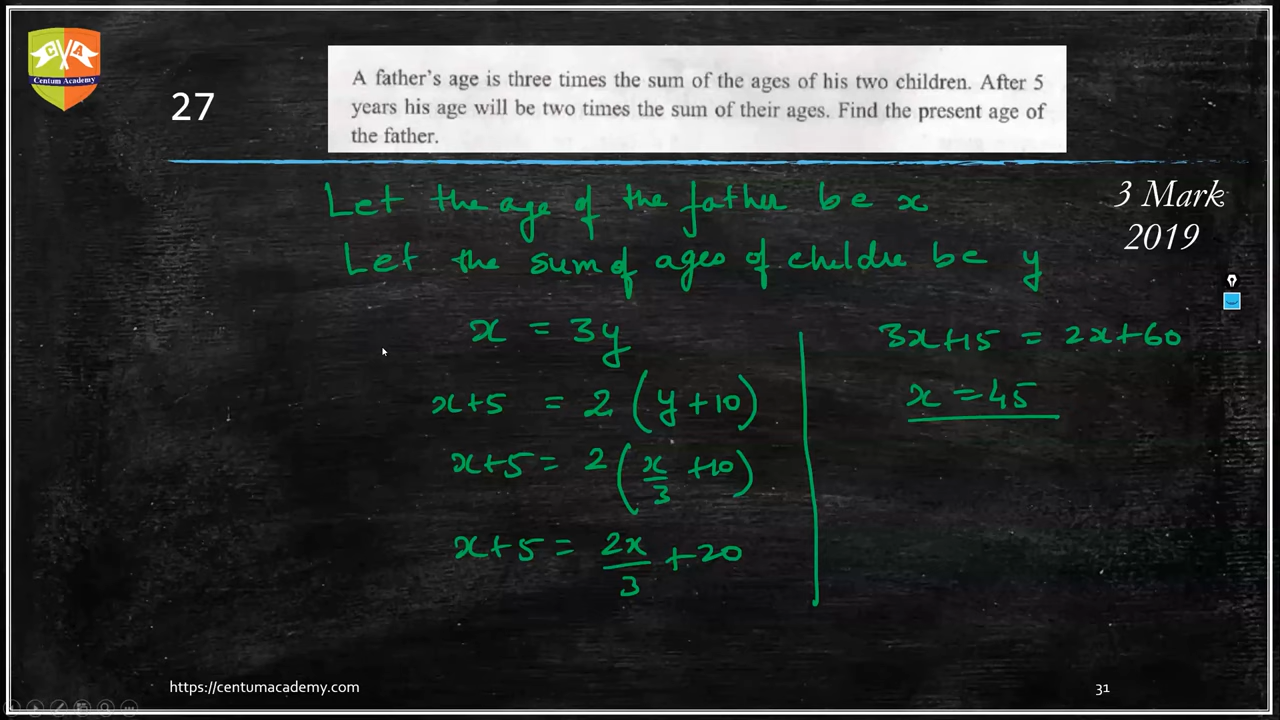 C A
Centum Academy
27
A father's age is three times the sum of the ages of his two children. After 5
years his age will be two times the sum of their ages. Find the present age of
the father.
3 Mark
2019
Let the age of the father be x
Let the sum of ages of childre be y
x = 3y
x+5 = 2 (y+10)
x+5 = 2 (x/3 +10)
x+5 = 2x/3 +20
3x+15 = 2x+60
x = 45
https://centumacademy.com
31